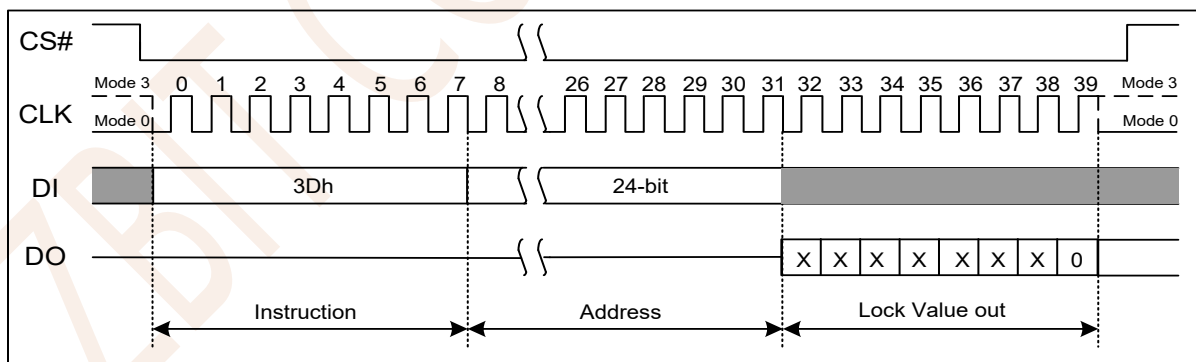 CS#
Mode 3 0 1 2 3 4 5 6 7 8 26 27 28 29 30 31 32 33 34 35 36 37 38 39 Mode 3
CLK
Mode 0 Mode 0
DI 3Dh 24-bit
DO X X X X X X X 0
Instruction Address Lock Value out
ZBIT C